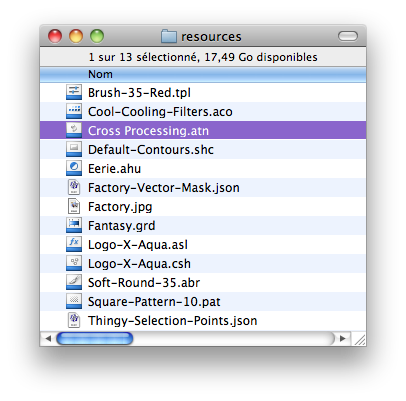 resources
1 sur 13 sélectionné, 17,49 Go disponibles
Nom
Brush-35-Red.tpl
Cool-Cooling-Filters.aco
Cross Processing.atn
Default-Contours.shc
Eerie.ahu
Factory-Vector-Mask.json
Factory.jpg
Fantasy.grd
Logo-X-Aqua.asl
Logo-X-Aqua.csh
Soft-Round-35.abr
Square-Pattern-10.pat
Thingy-Selection-Points.json